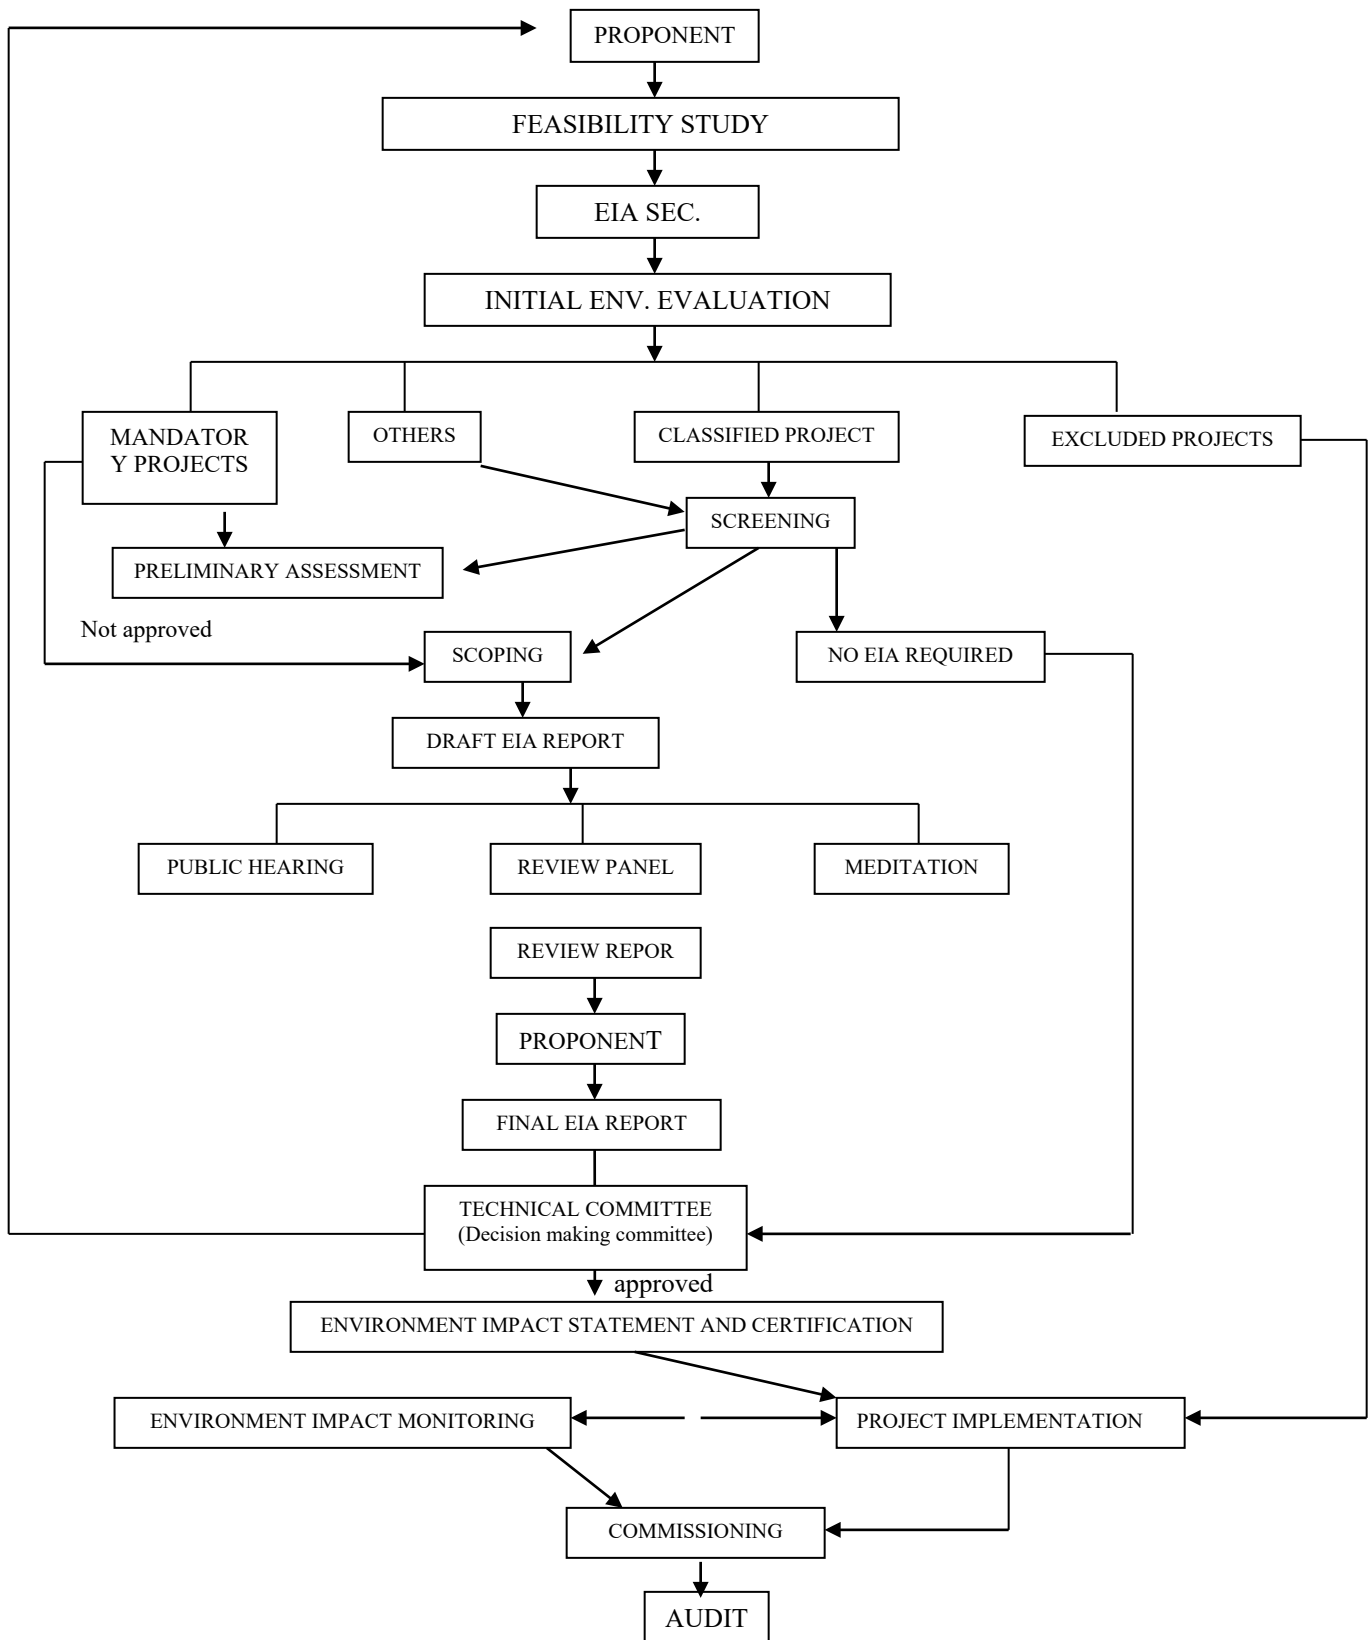 PROPONENT
FEASIBILITY STUDY
EIA SEC.
INITIAL ENV. EVALUATION
MANDATOR
Y PROJECTS
OTHERS
CLASSIFIED PROJECT
EXCLUDED PROJECTS
SCREENING
PRELIMINARY ASSESSMENT
Not approved
SCOPING
NO EIA REQUIRED
DRAFT EIA REPORT
PUBLIC HEARING
REVIEW PANEL
MEDITATION
REVIEW REPOR
PROPONENT
FINAL EIA REPORT
TECHNICAL COMMITTEE
(Decision making committee)
approved
ENVIRONMENT IMPACT STATEMENT AND CERTIFICATION
ENVIRONMENT IMPACT MONITORING
PROJECT IMPLEMENTATION
COMMISSIONING
AUDIT